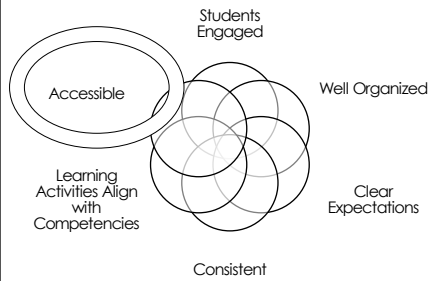 Students
Engaged
Accessible
Well Organized
Learning
Activities Align
with
Competencies
Clear
Expectations
Consistent